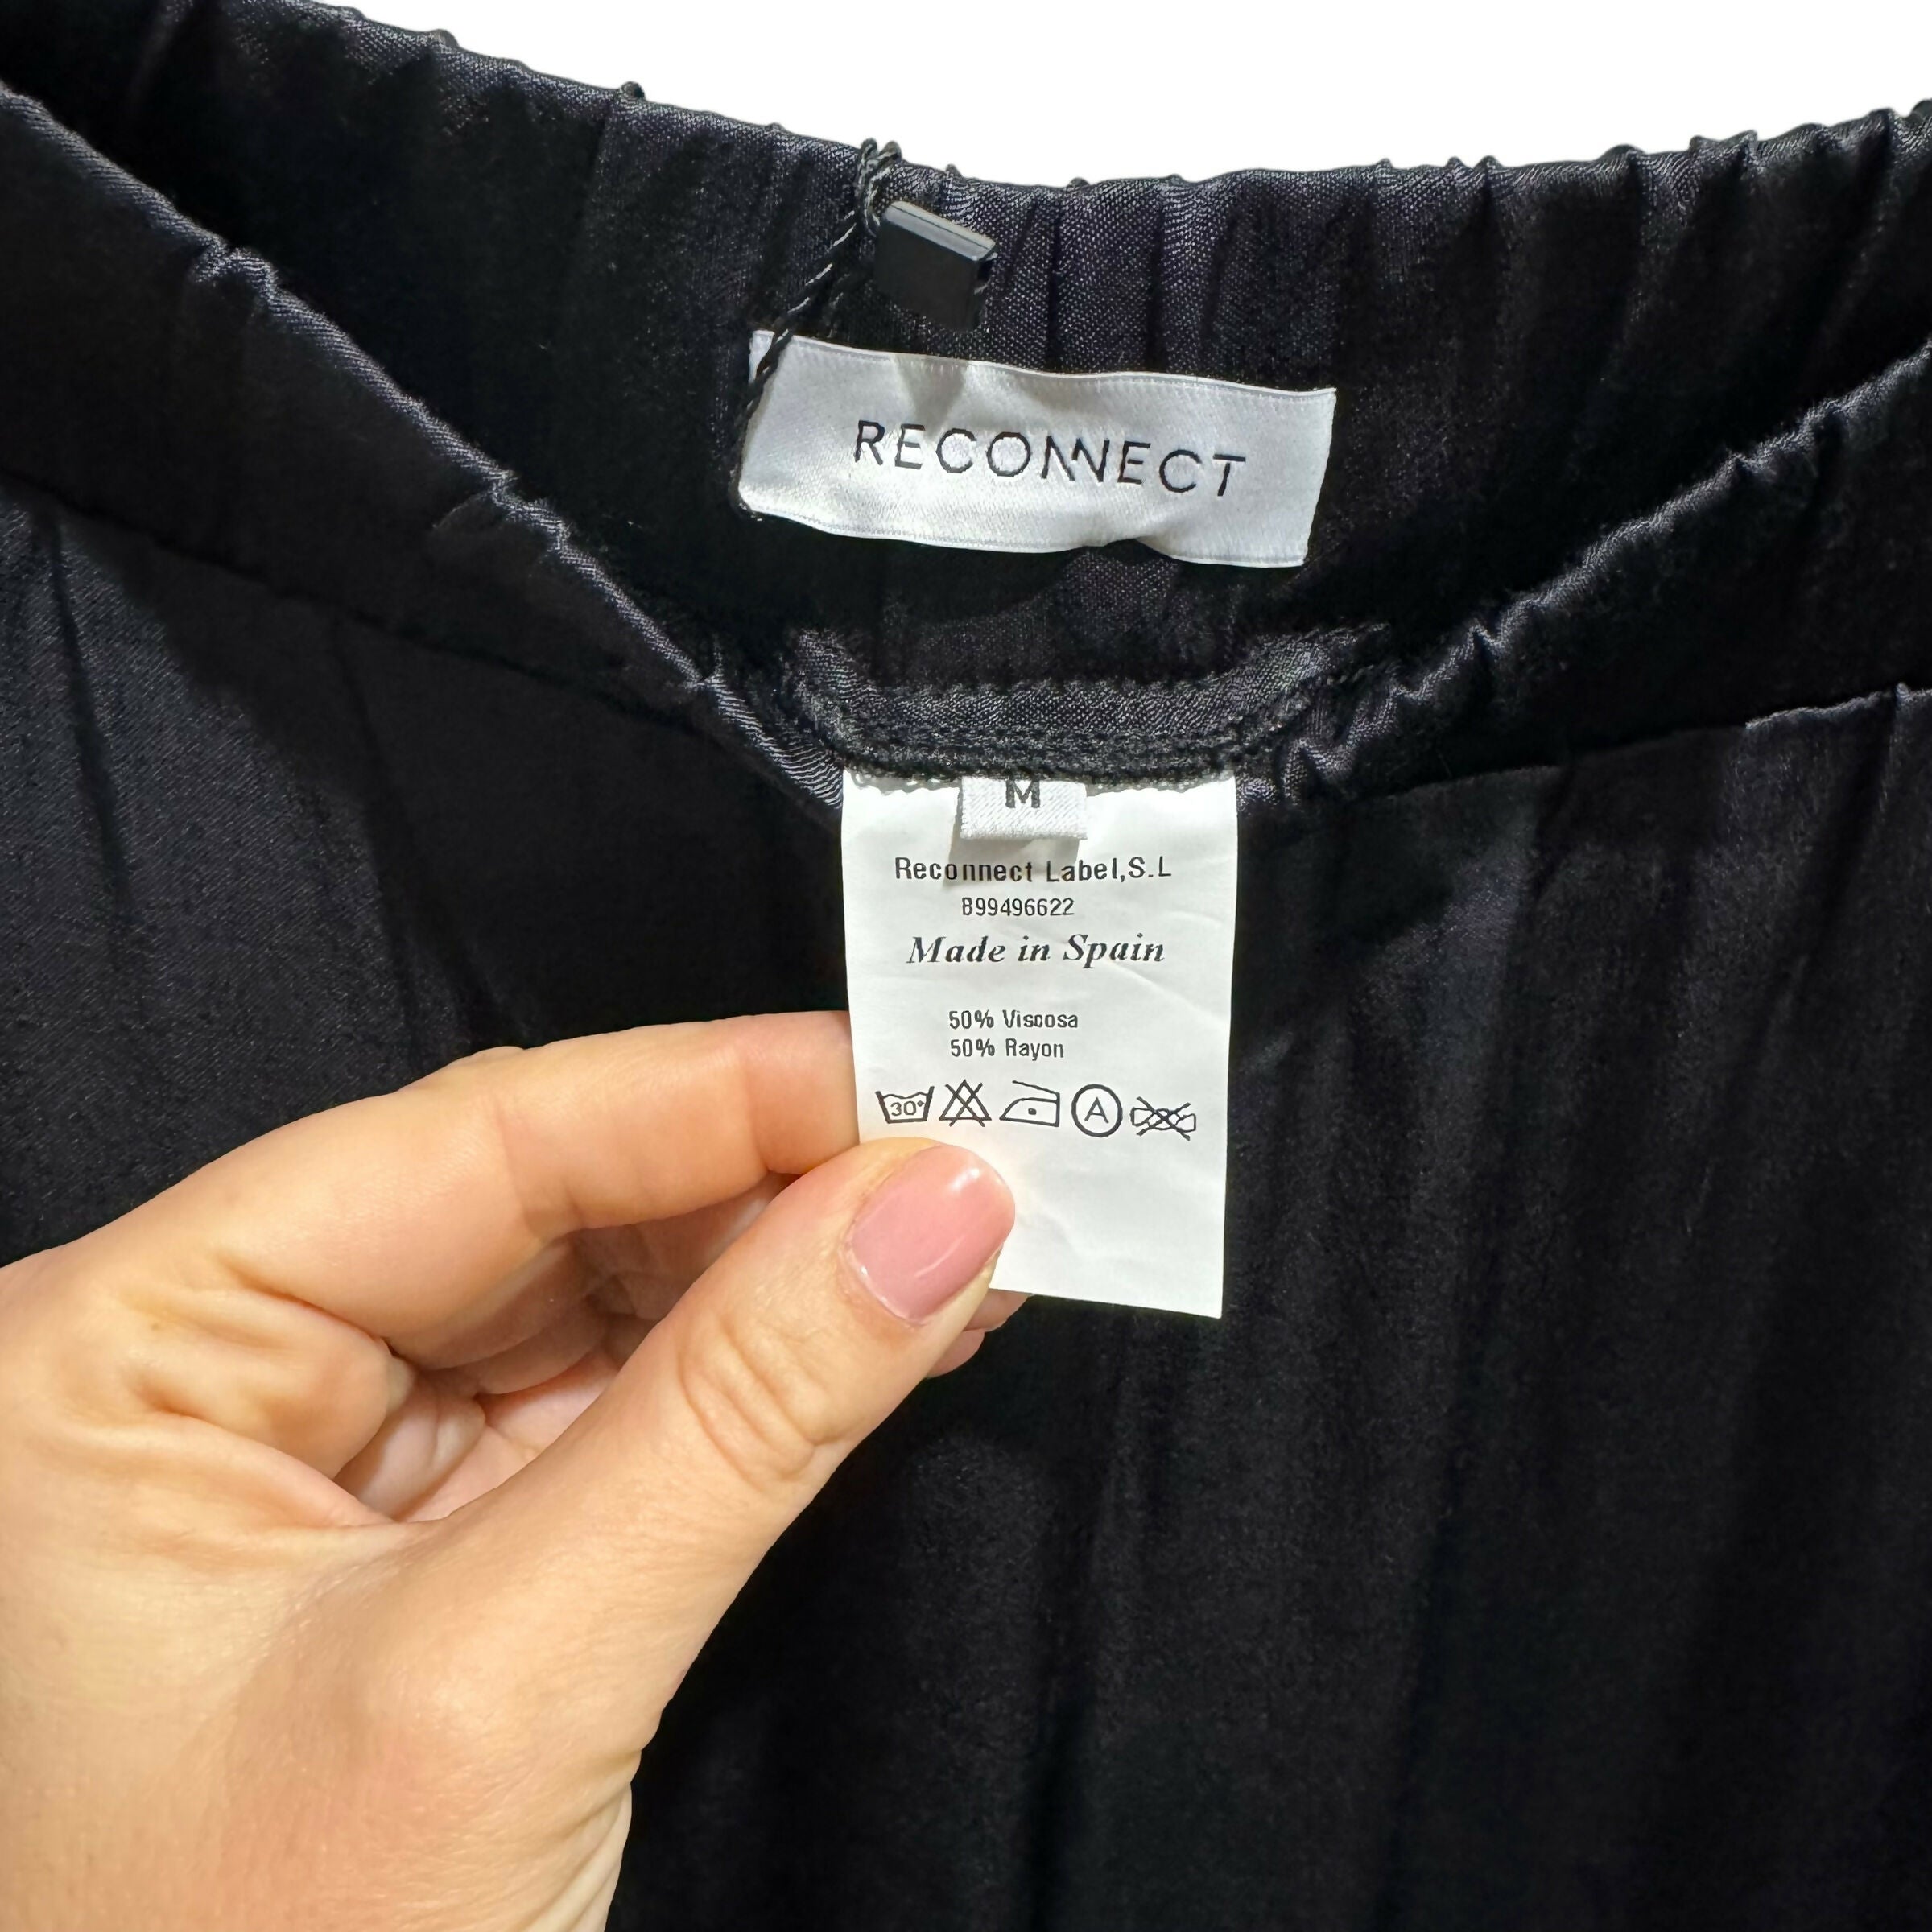 RECONNECT
M
Reconnect Label,S.L
B99496622
Made in Spain
50% Viscosa
50% Rayon
30° A